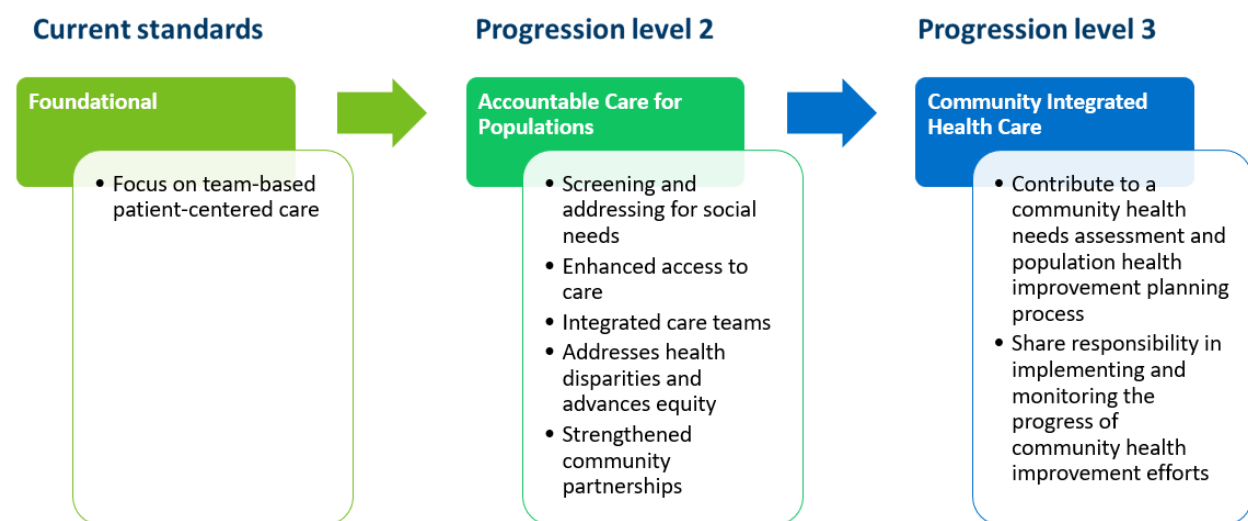 Current standards
Progression level 2
Progression level 3
Foundational
• Focus on team-based
patient-centered care
Accountable Care for
Populations
• Screening and
addressing for social
needs
• Enhanced access to
care
• Integrated care teams
• Addresses health
disparities and
advances equity
• Strengthened
community
partnerships
Community Integrated
Health Care
• Contribute to a
community health
needs assessment and
population health
improvement planning
process
• Share responsibility in
implementing and
monitoring the
progress of
community health
improvement efforts